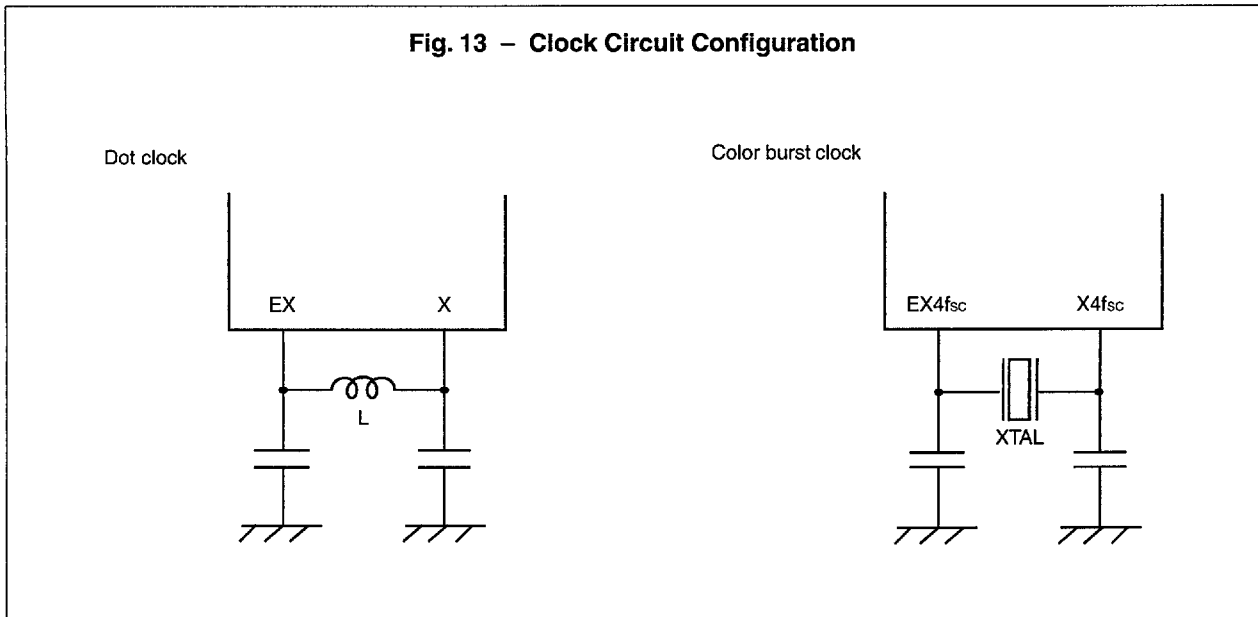 Fig. 13 – Clock Circuit Configuration
Dot clock
Color burst clock
EX X
EX4fsc X4fsc
L
XTAL